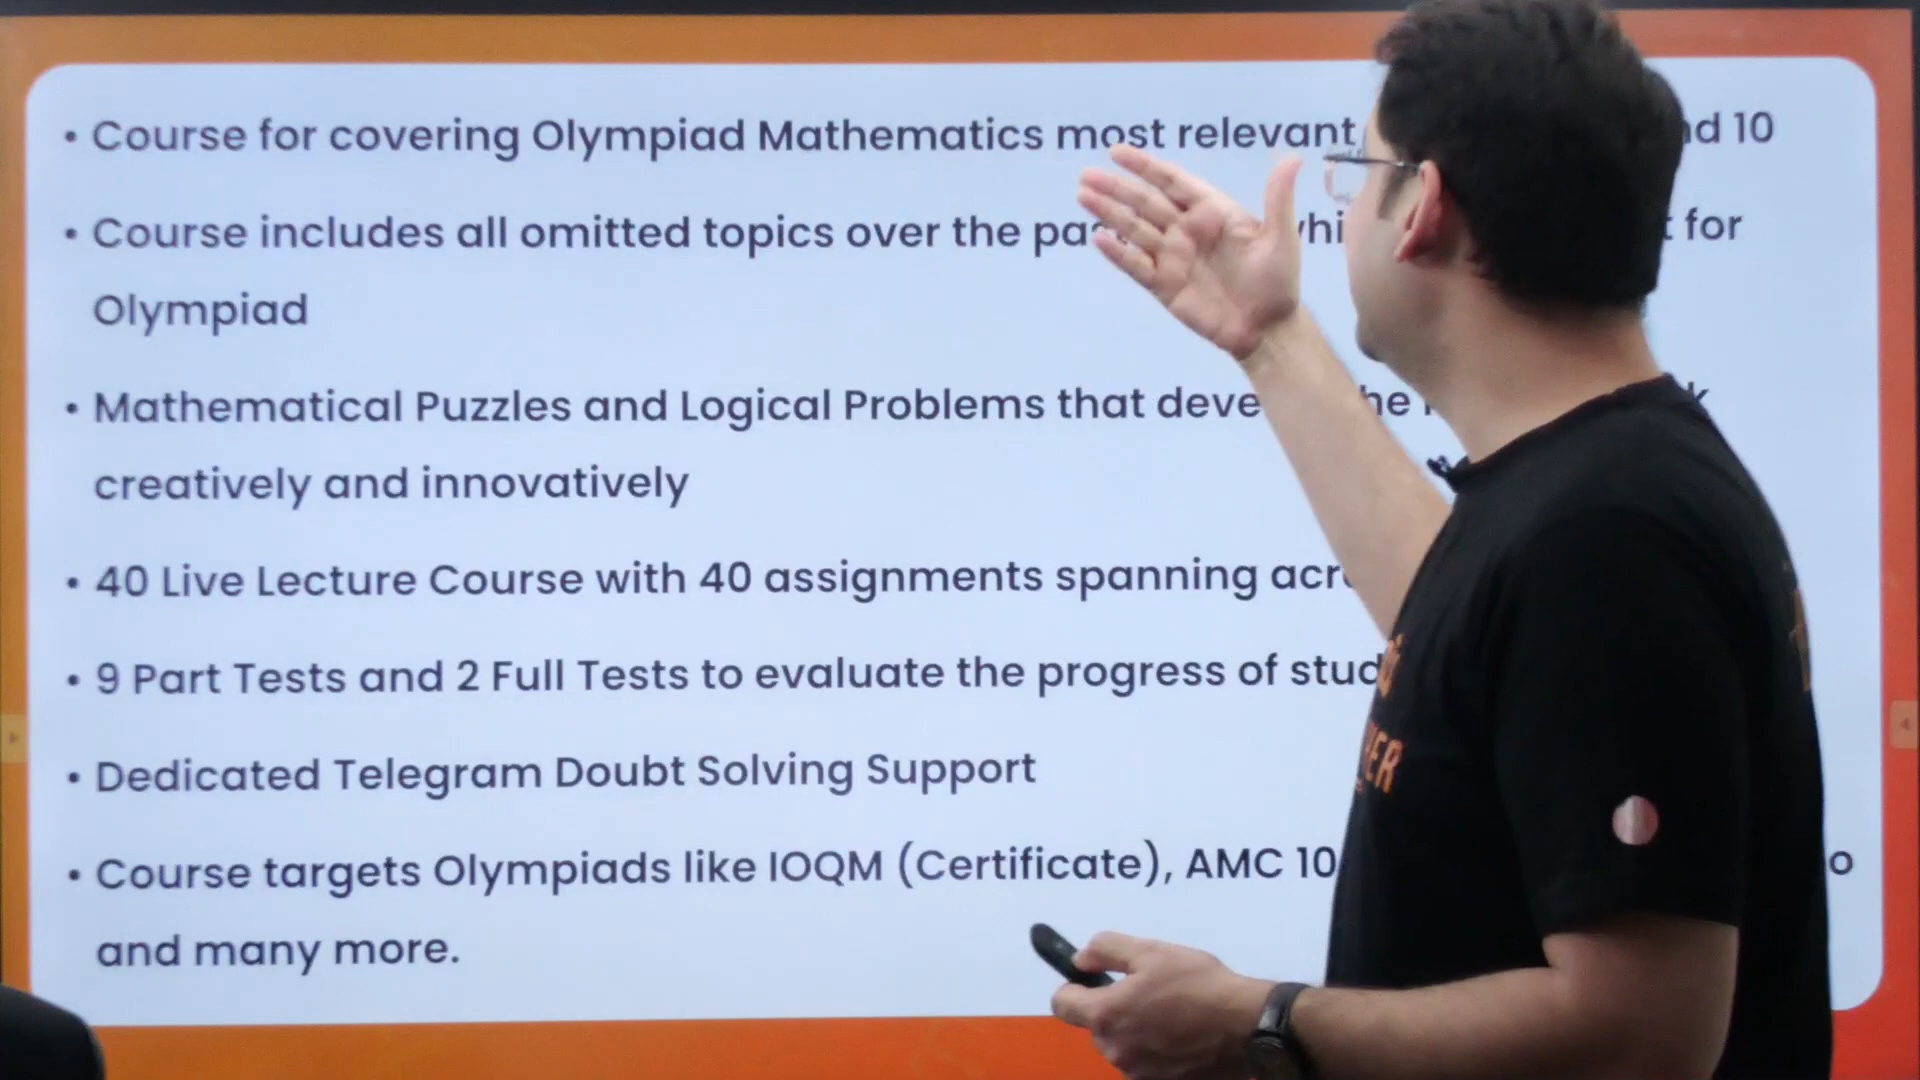 • Course for covering Olympiad Mathematics most relevant 10
• Course includes all omitted topics over the for
Olympiad
• Mathematical Puzzles and Logical Problems that
creatively and innovatively
• 40 Live Lecture Course with 40 assignments spanning
• 9 Part Tests and 2 Full Tests to evaluate the progress of
• Dedicated Telegram Doubt Solving Support
• Course targets Olympiads like IOQM (Certificate), AMC 10
and many more.